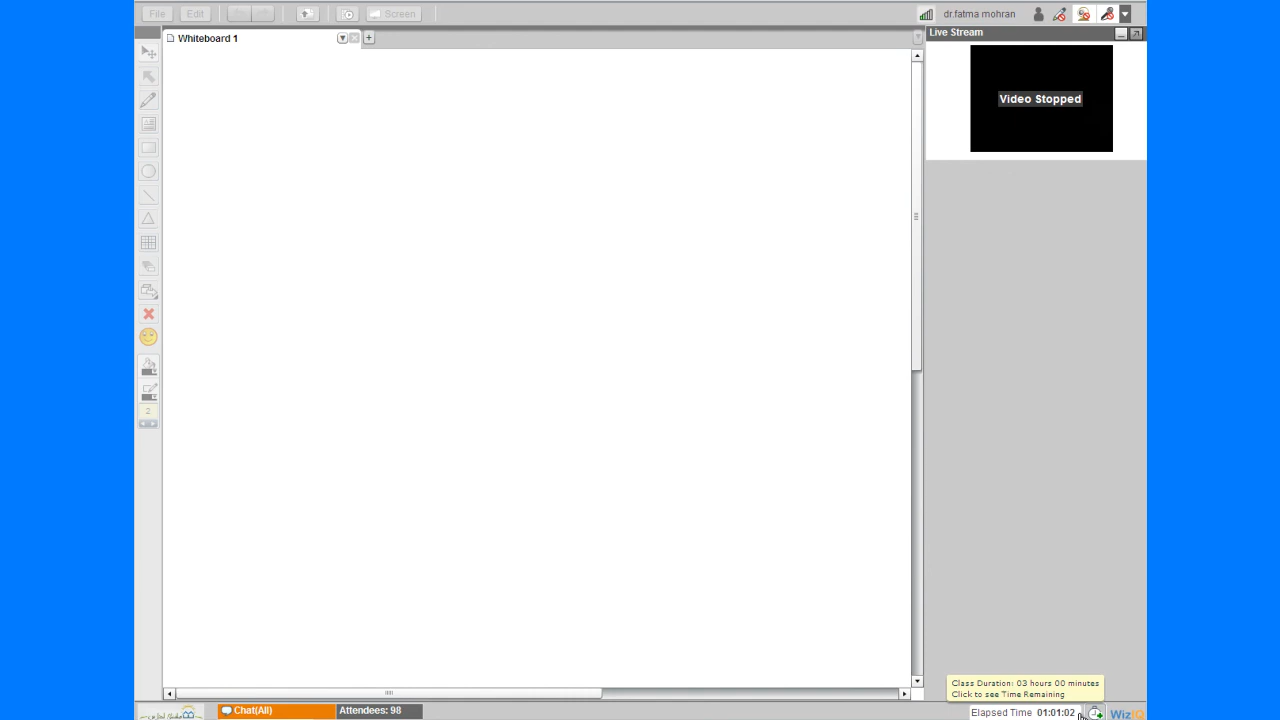 File Edit Screen dr.fatma mohran
Whiteboard 1
Live Stream
Video Stopped
2
Class Duration: 03 hours 00 minutes
Click to see Time Remaining
Chat(All) Attendees: 98 Elapsed Time 01:01:02 WizIQ